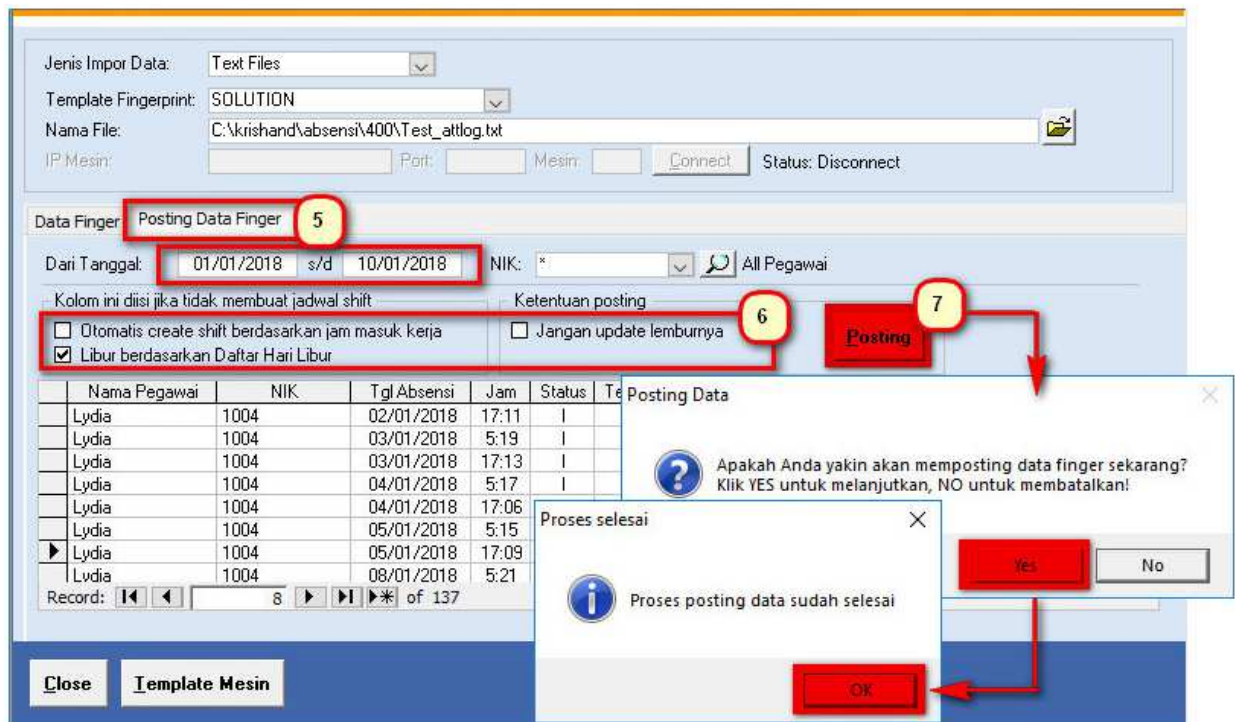 Jenis Impor Data: Text Files
Template Fingerprint: SOLUTION
Nama File: C:\krishand\absensi\400\Test_attlog.txt
IP Mesin: Port: Mesin: Connect Status: Disconnect
Data Finger Posting Data Finger 5
Dari Tanggal: 01/01/2018 s/d 10/01/2018 NIK: * All Pegawai
Kolom ini diisi jika tidak membuat jadwal shift Ketentuan posting 6 7
Otomatis create shift berdasarkan jam masuk kerja Jangan update lemburnya Posting
Libur berdasarkan Daftar Hari Libur
Nama Pegawai NIK Tgl Absensi Jam Status Te
Lydia 1004 02/01/2018 17:11 I
Lydia 1004 03/01/2018 5:19 I
Lydia 1004 03/01/2018 17:13 I
Lydia 1004 04/01/2018 5:17 I
Lydia 1004 04/01/2018 17:06
Lydia 1004 05/01/2018 5:15
Lydia 1004 05/01/2018 17:09
Lydia 1004 08/01/2018 5:21
Record: 8 of 137
Posting Data
Apakah Anda yakin akan memposting data finger sekarang?
Klik YES untuk melanjutkan, NO untuk membatalkan!
Yes No
Proses selesai
Proses posting data sudah selesai
OK
Close Template Mesin